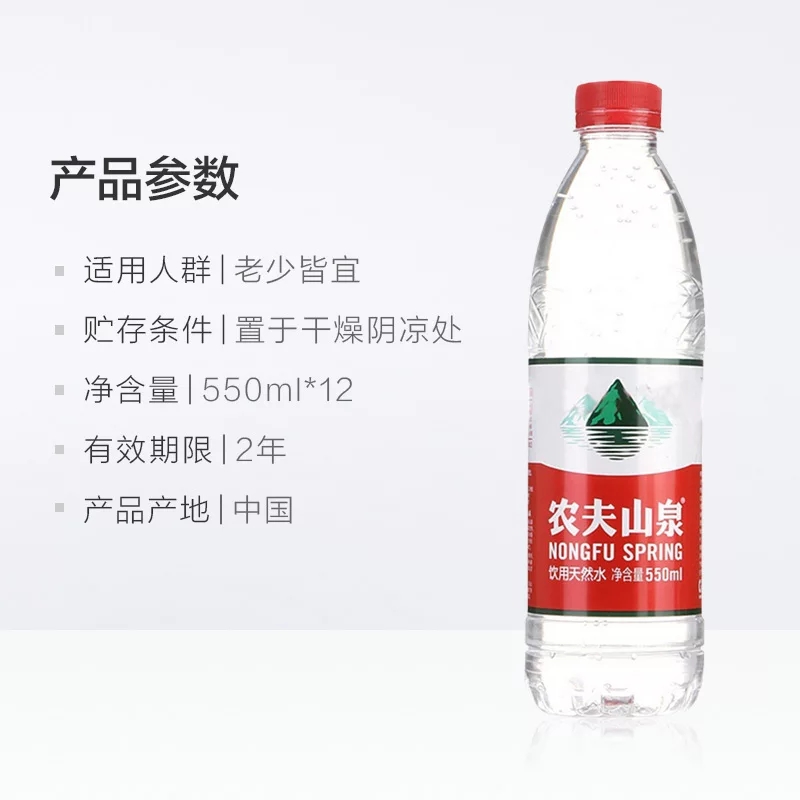 产品参数
适用人群|老少皆宜
贮存条件|置于干燥阴凉处
净含量|550ml*12
有效期限|2年
产品产地|中国
农夫山泉®
NONGFU SPRING
饮用天然水 净含量550ml